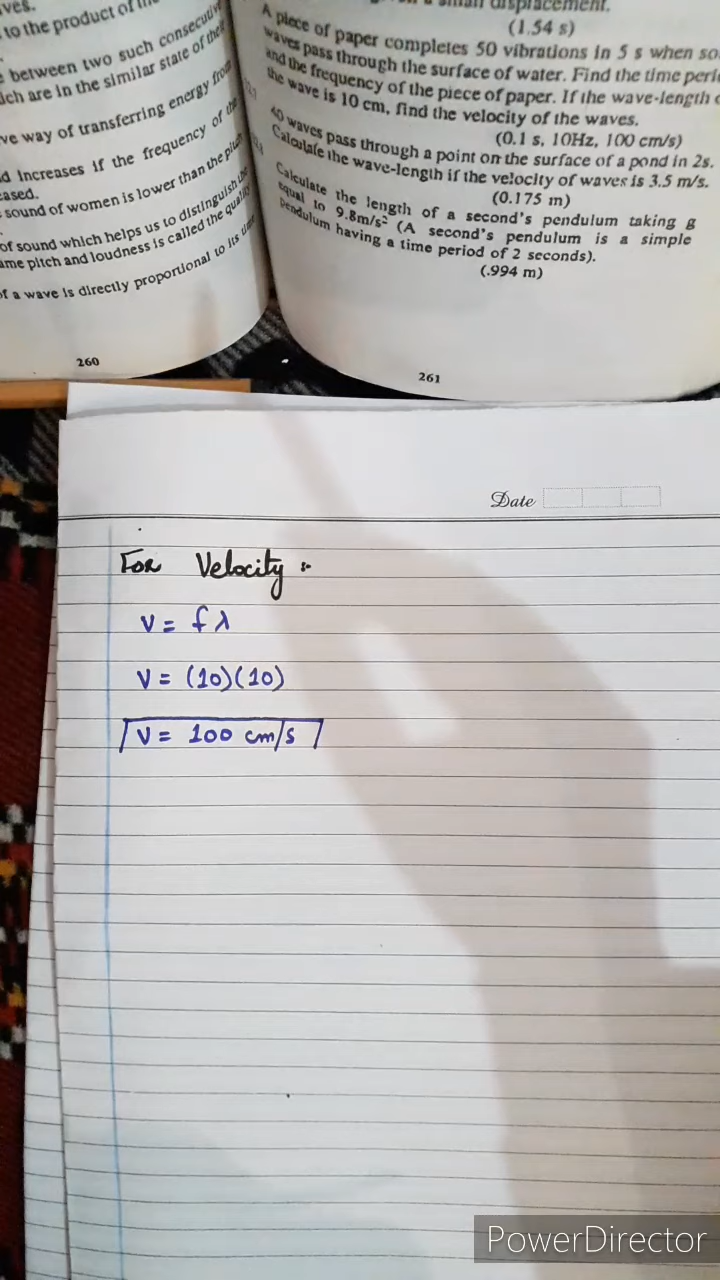 ves.
to the product of
between two such consecutive
ich are in the similar state of their
ve way of transferring energy from
d increases if the frequency of the
eased.
sound of women is lower than the pitch
of sound which helps us to distinguish the
ame pitch and loudness is called the quality
of a wave is directly proportional to its
260
small displacement.
(1.54 s)
A piece of paper completes 50 vibrations in 5 s when so
waves pass through the surface of water. Find the time peri
and the frequency of the piece of paper. If the wave-length
the wave is 10 cm, find the velocity of the waves.
(0.1 s, 10Hz, 100 cm/s)
40 waves pass through a point on the surface of a pond in 2s.
Calculate the wave-length if the velocity of waves is 3.5 m/s.
(0.175 m)
Calculate the length of a second's pendulum taking g
equal to 9.8m/s² (A second's pendulum is a simple
pendulum having a time period of 2 seconds).
(.994 m)
261
Date
For Velocity :-
V = fλ
V = (10)(10)
V = 100 cm/s
PowerDirector